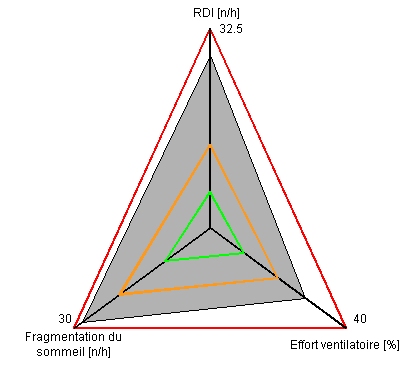 RDI [n/h]
32.5
30
40
Fragmentation du
sommeil [n/h]
Effort ventilatoire [%]